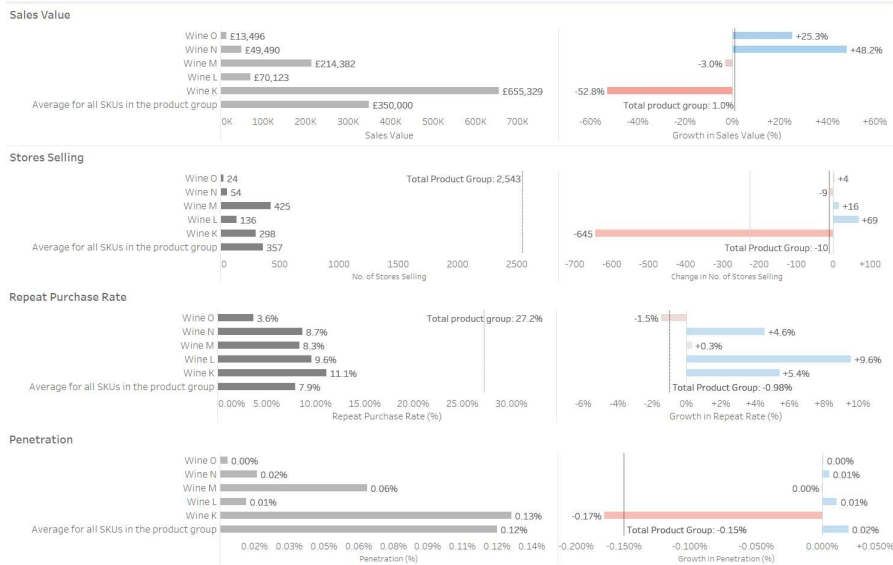 Sales Value
Wine O £13,496 +25.3%
Wine N £49,490 +48.2%
Wine M £214,382 -3.0%
Wine L £70,123
Wine K £655,329 -52.8%
Average for all SKUs in the product group £350,000 Total product group: 1.0%
0K 100K 200K 300K 400K 500K 600K 700K -60% -40% -20% 0% +20% +40% +60%
Sales Value Growth in Sales Value (%)
Stores Selling
Wine O 24 Total Product Group: 2,543 +4
Wine N 54 -9
Wine M 425 +16
Wine L 136 +69
Wine K 298 -645
Average for all SKUs in the product group 357 Total Product Group: -10
0 500 1000 1500 2000 2500 -700 -600 -500 -400 -300 -200 -100 0 +100
No. of Stores Selling Change in No. of Stores Selling
Repeat Purchase Rate
Wine O 3.6% Total product group: 27.2% -1.5%
Wine N 8.7% +4.6%
Wine M 8.3% +0.3%
Wine L 9.6% +9.6%
Wine K 11.1% +5.4%
Average for all SKUs in the product group 7.9% Total Product Group: -0.98%
0.00% 5.00% 10.00% 15.00% 20.00% 25.00% 30.00% -6% -4% -2% 0% +2% +4% +6% +8% +10%
Repeat Purchase Rate (%) Growth in Repeat Rate (%)
Penetration
Wine O 0.00% 0.00%
Wine N 0.02% 0.01%
Wine M 0.06% 0.00%
Wine L 0.01% 0.01%
Wine K 0.13% -0.17%
Average for all SKUs in the product group 0.12% Total Product Group: -0.15% 0.02%
0.02% 0.03% 0.05% 0.06% 0.08% 0.09% 0.11% 0.12% 0.14% -0.200% -0.150% -0.100% -0.050% 0.000% +0.050%
Penetration (%) Growth in Penetration (%)